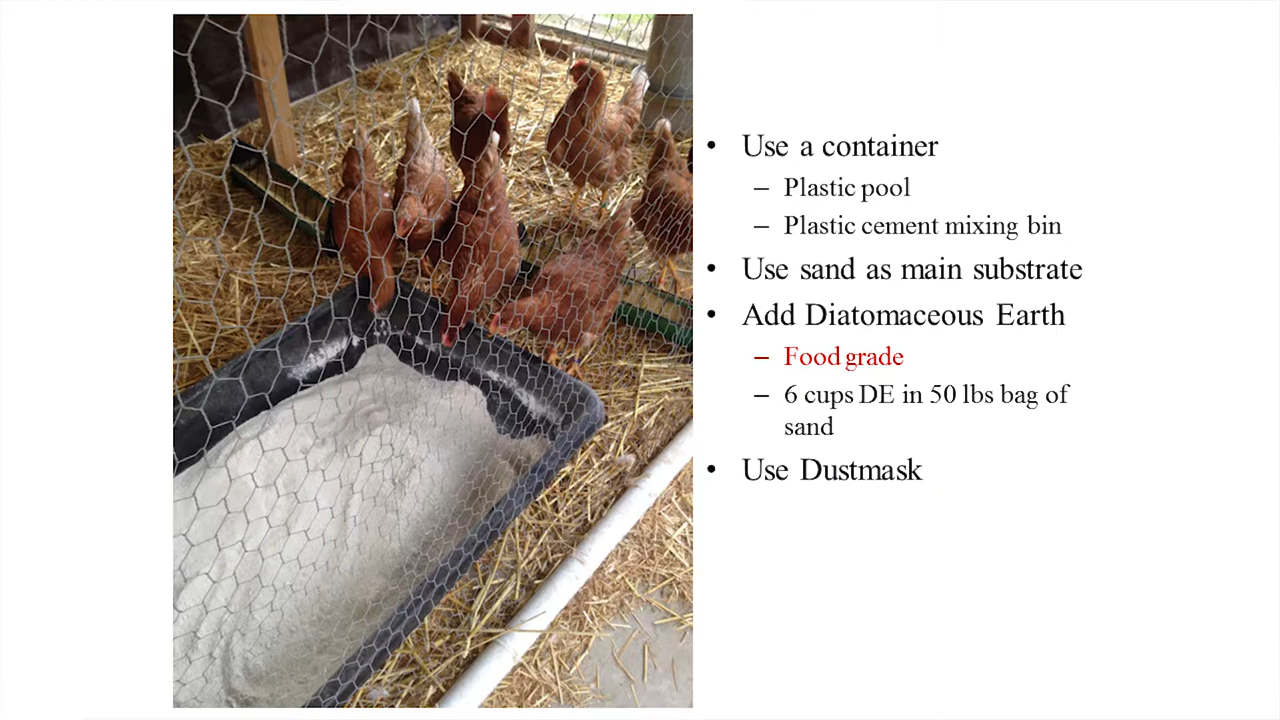 • Use a container
– Plastic pool
– Plastic cement mixing bin
• Use sand as main substrate
• Add Diatomaceous Earth
– Food grade
– 6 cups DE in 50 lbs bag of
sand
• Use Dustmask